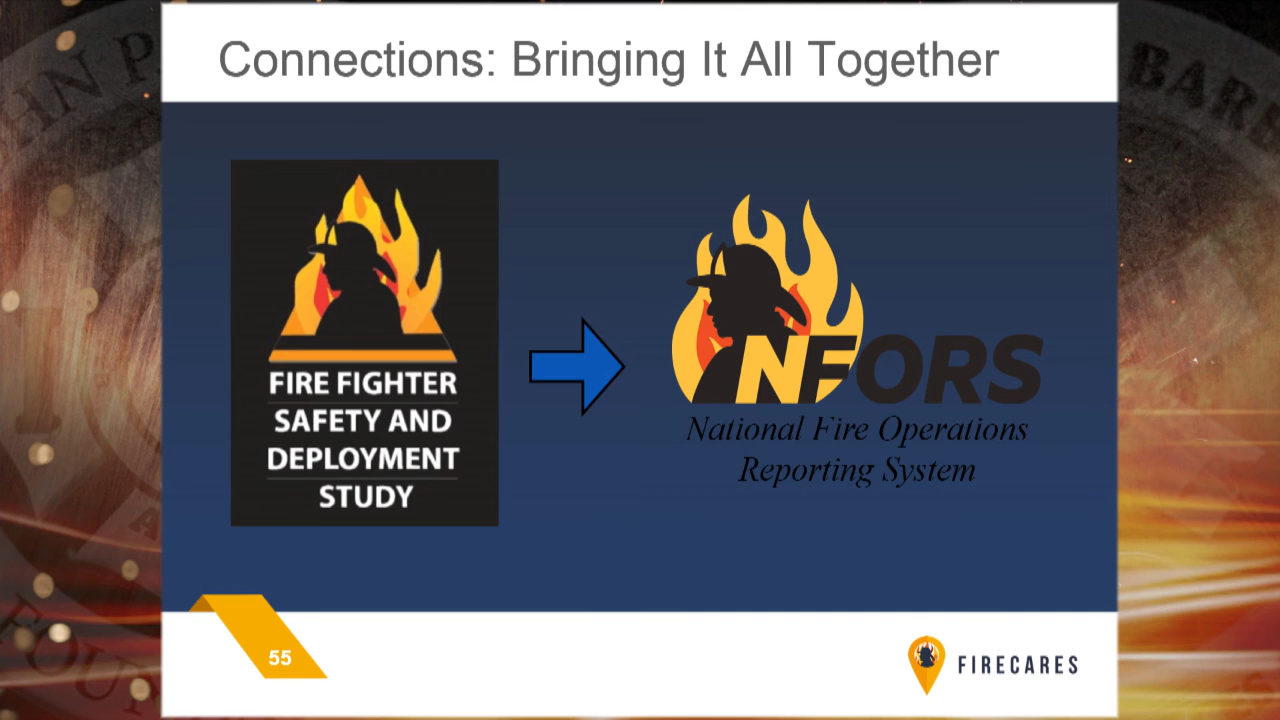 Connections: Bringing It All Together
FIRE FIGHTER
SAFETY AND
DEPLOYMENT
STUDY
NFORS
National Fire Operations
Reporting System
55
FIRECARES